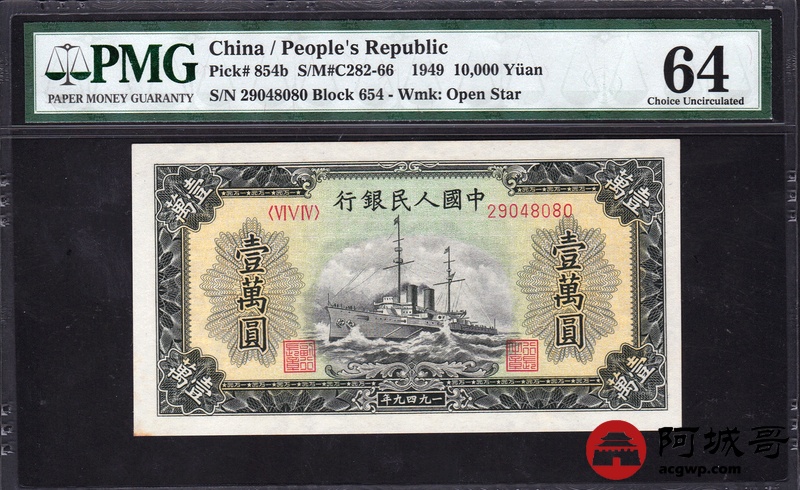 PMG
PAPER MONEY GUARANTY
China / People's Republic
Pick# 854b S/M#C282-66 1949 10,000 Yüan
S/N 29048080 Block 654 - Wmk: Open Star
64
Choice Uncirculated
壹萬
壹萬
行銀民人國中
〈VI V IV〉
29048080
壹萬圓
壹萬圓
年九四九一
壹萬
壹萬
阿城哥
acgwp.com